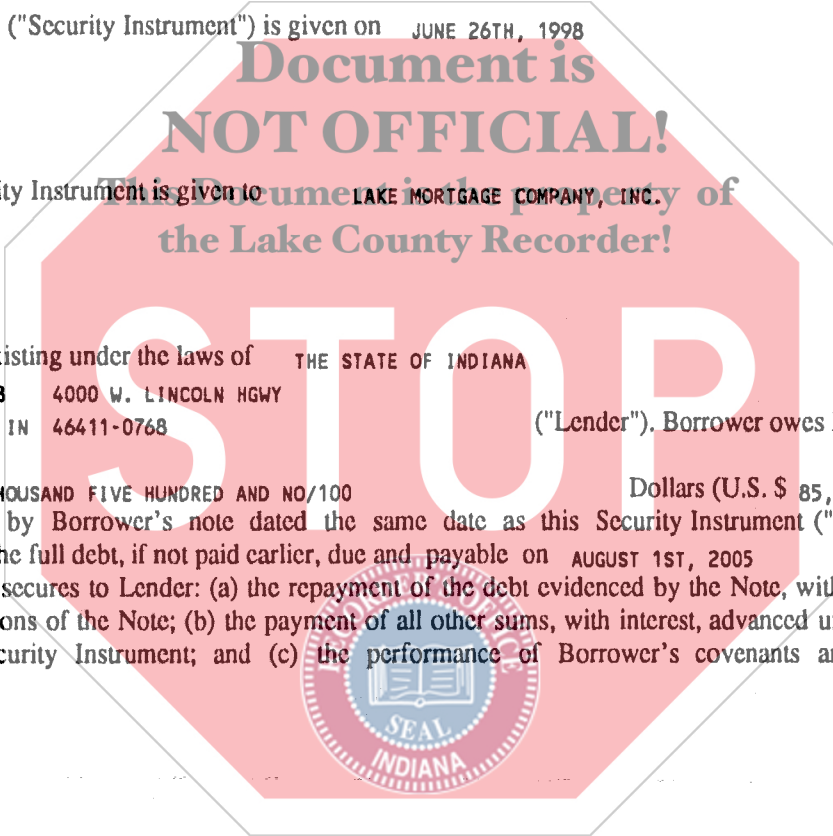 ("Security Instrument") is given on JUNE 26TH, 1998
Document is
NOT OFFICIAL!
ity Instrument is given to LAKE MORTGAGE COMPANY, INC.
This Document is the property of
the Lake County Recorder!
STOP
isting under the laws of THE STATE OF INDIANA
4000 W. LINCOLN HGWY
IN 46411-0768 ("Lender"). Borrower owes
HOUSAND FIVE HUNDRED AND NO/100 Dollars (U.S. $ 85,
by Borrower's note dated the same date as this Security Instrument ("
he full debt, if not paid earlier, due and payable on AUGUST 1ST, 2005
secures to Lender: (a) the repayment of the debt evidenced by the Note, with
ons of the Note; (b) the payment of all other sums, with interest, advanced u
curity Instrument; and (c) the performance of Borrower's covenants a
RECORDER'S OFFICE
SEAL
INDIANA